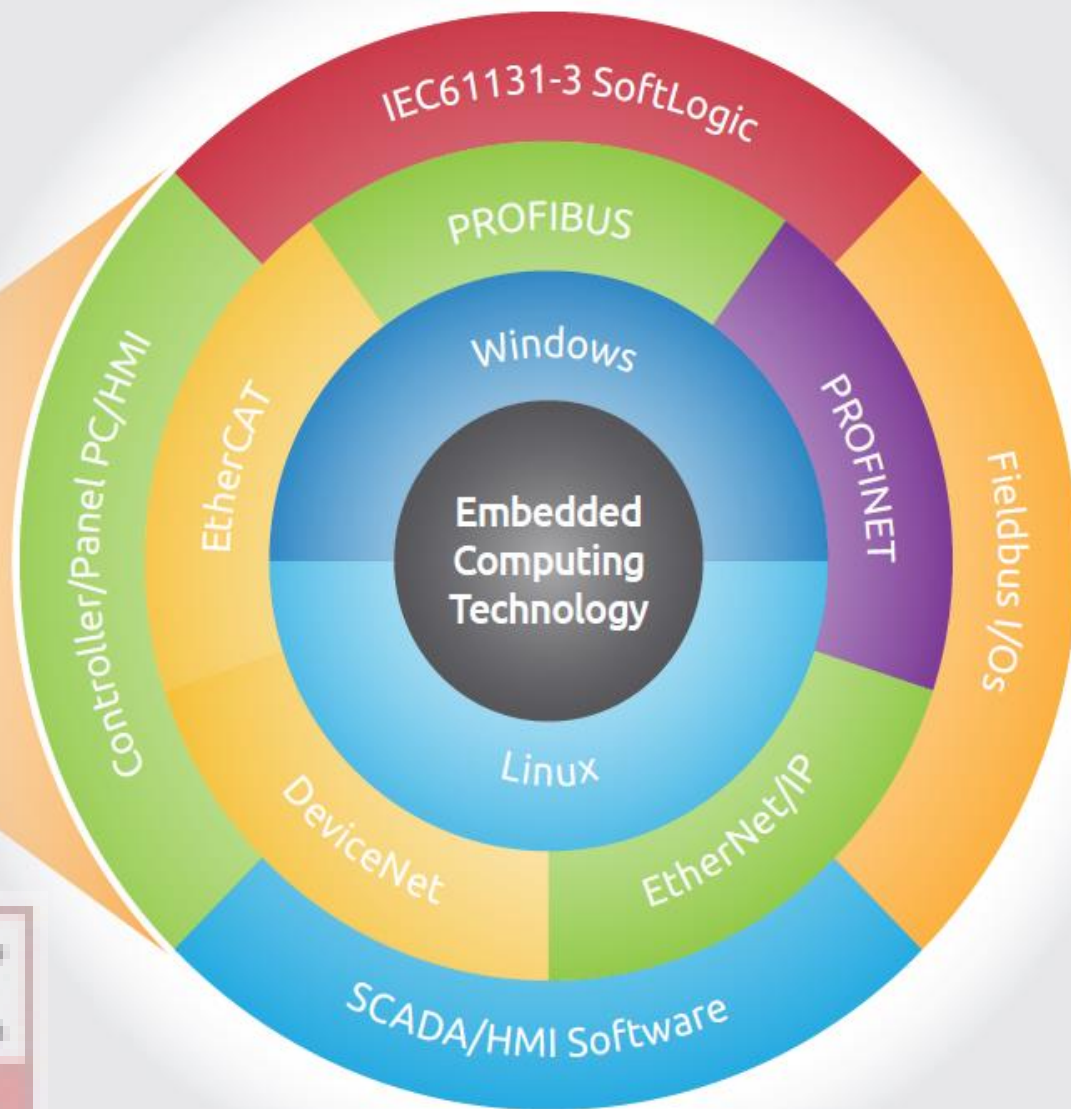 IEC61131-3 SoftLogic
PROFIBUS
Windows
Controller/Panel PC/HMI
EtherCAT
PROFINET
Fieldbus I/Os
Embedded
Computing
Technology
Linux
DeviceNet
EtherNet/IP
SCADA/HMI Software